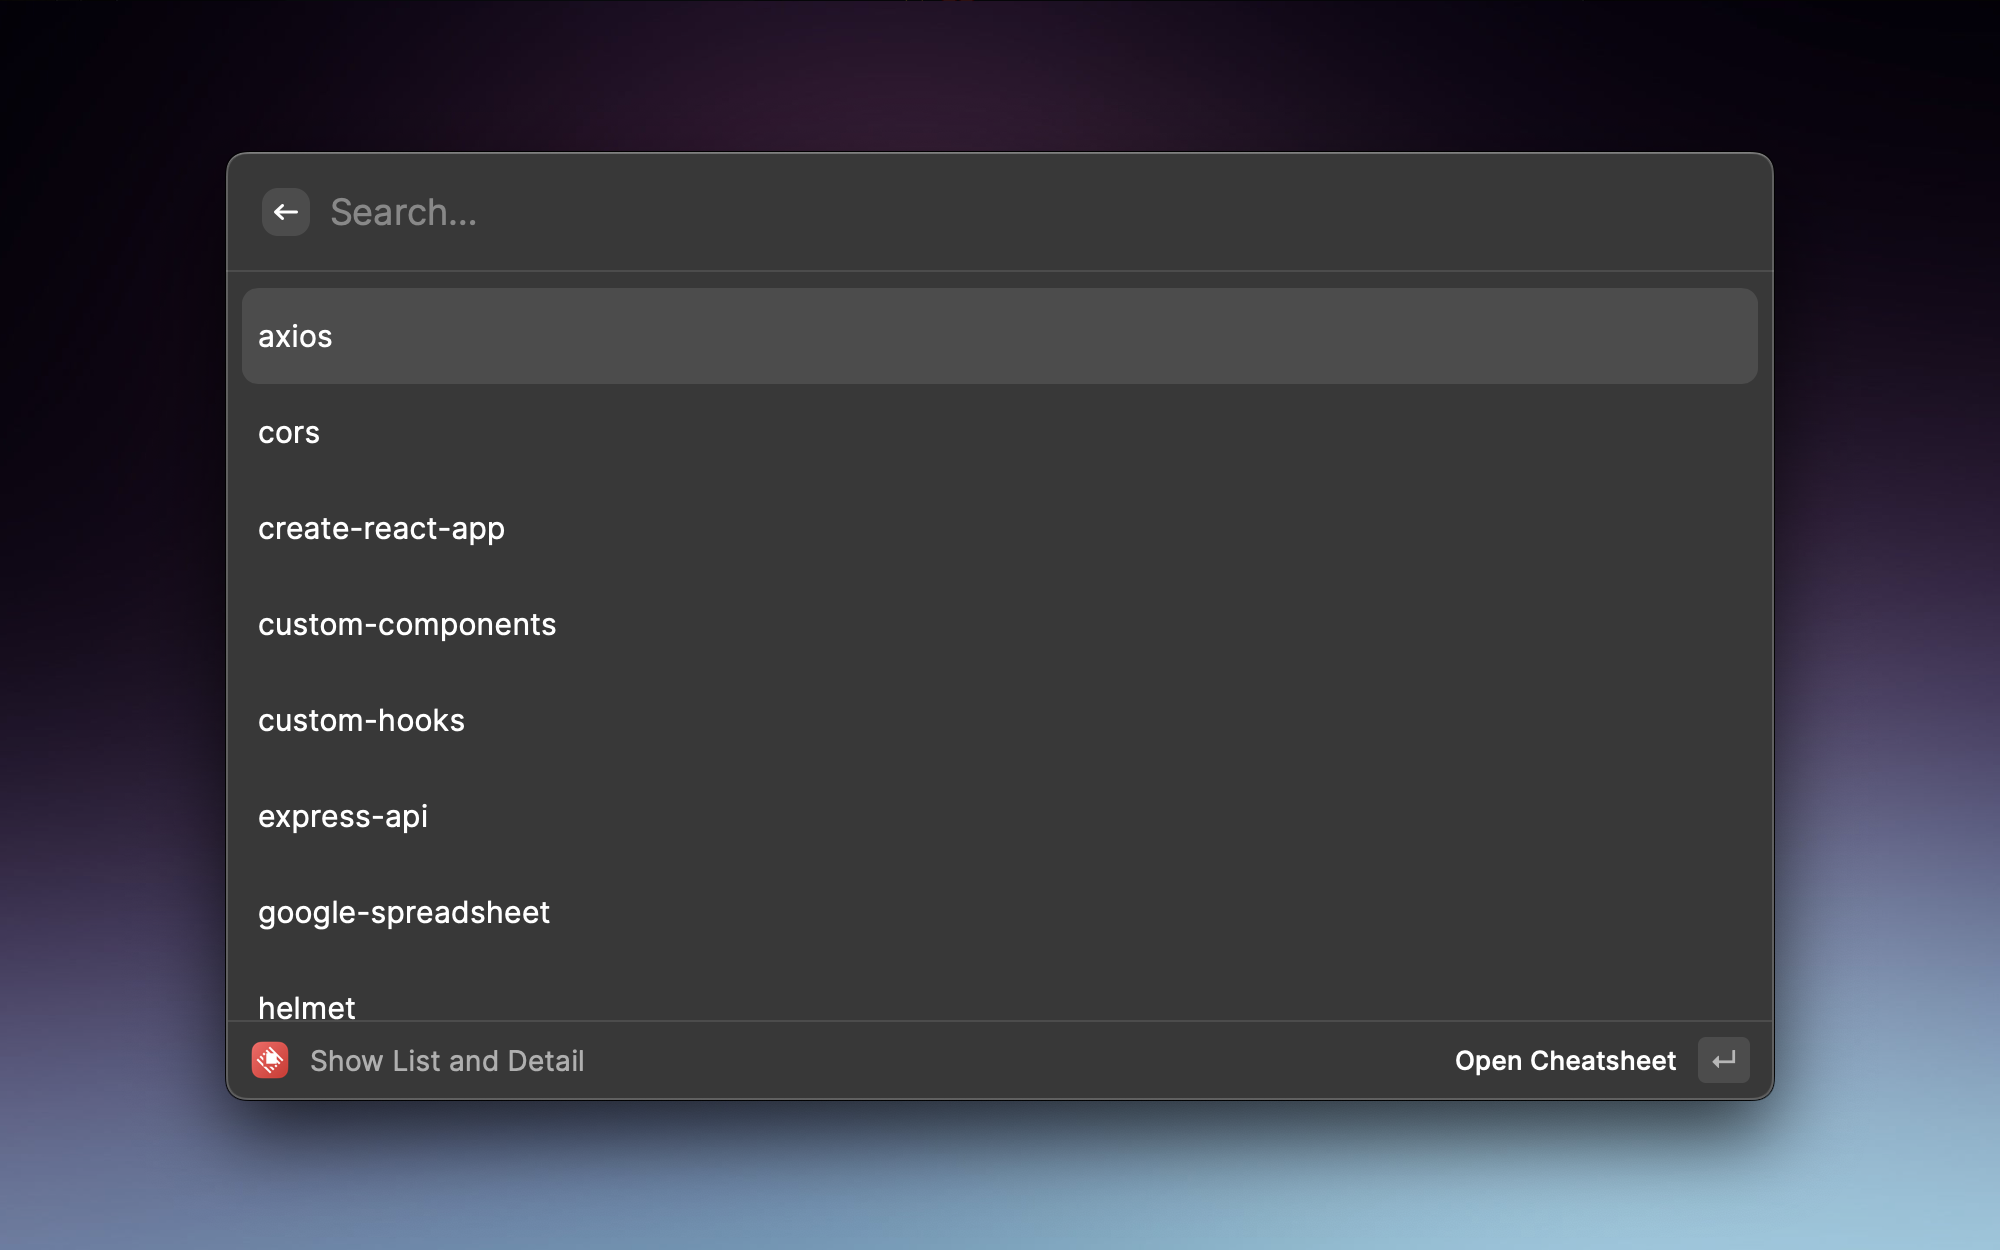 Search...
axios
cors
create-react-app
custom-components
custom-hooks
express-api
google-spreadsheet
helmet
Show List and Detail
Open Cheatsheet